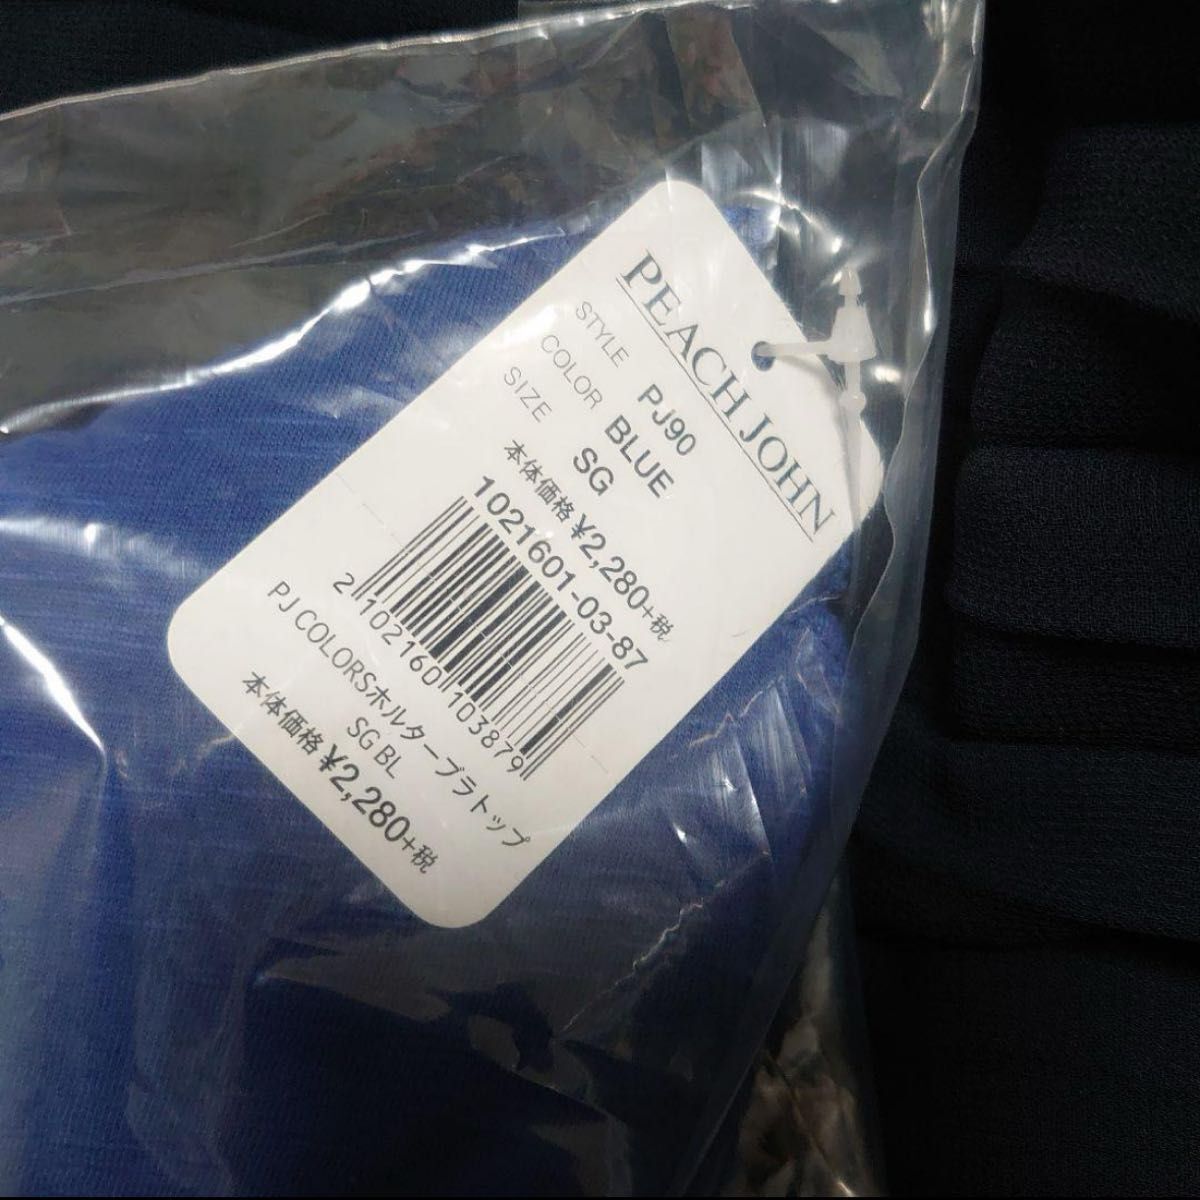 PEACH JOHN
STYLE PJ90
COLOR BLUE
SIZE SG
本体価格 ¥2,280+税
1021601-03-87
2 102160 103879
PJ COLORSホルターブラトップ
SG BL
本体価格 ¥2,280+税